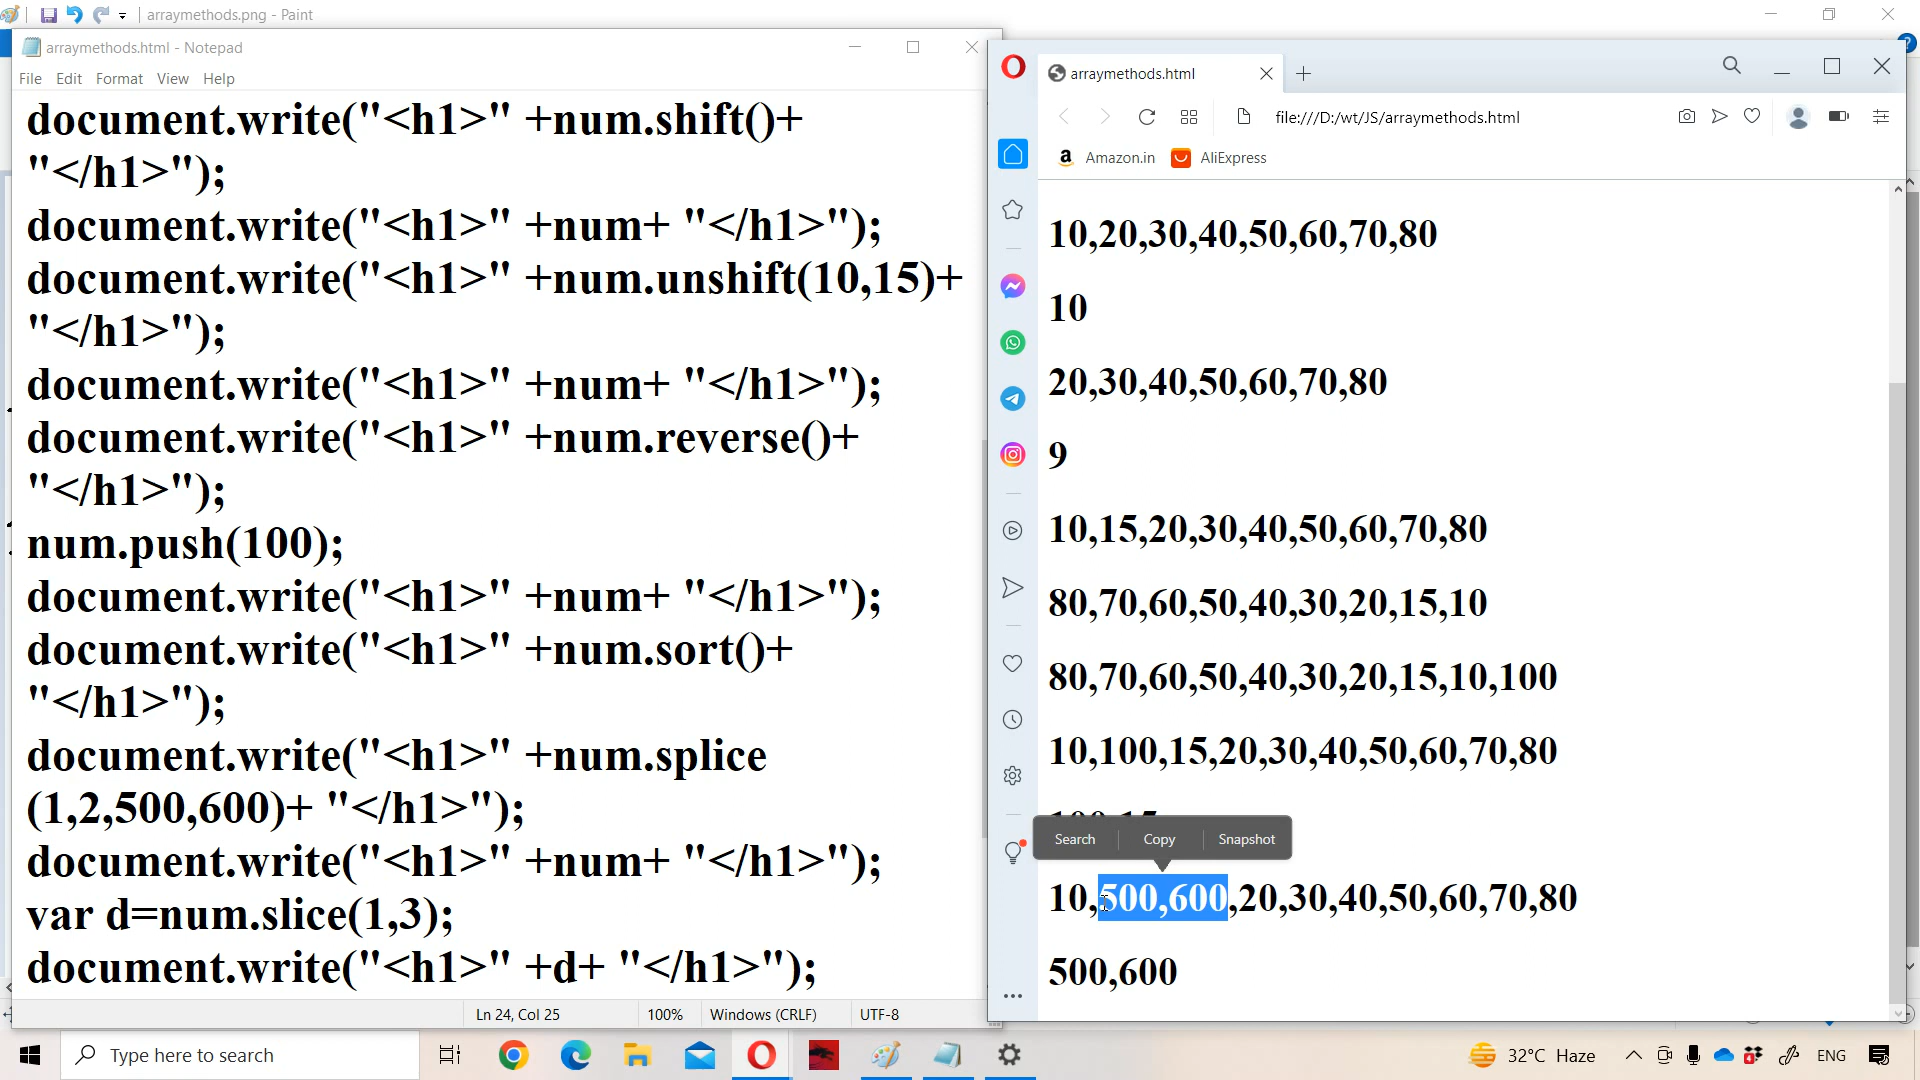 arraymethods.png - Paint
arraymethods.html - Notepad
File Edit Format View Help
document.write("<h1>" +num.shift()+
"</h1>");
document.write("<h1>" +num+ "</h1>");
document.write("<h1>" +num.unshift(10,15)+
"</h1>");
document.write("<h1>" +num+ "</h1>");
document.write("<h1>" +num.reverse()+
"</h1>");
num.push(100);
document.write("<h1>" +num+ "</h1>");
document.write("<h1>" +num.sort()+
"</h1>");
document.write("<h1>" +num.splice
(1,2,500,600)+ "</h1>");
document.write("<h1>" +num+ "</h1>");
var d=num.slice(1,3);
document.write("<h1>" +d+ "</h1>");
Ln 24, Col 25 100% Windows (CRLF) UTF-8
arraymethods.html
file:///D:/wt/JS/arraymethods.html
Amazon.in AliExpress
10,20,30,40,50,60,70,80
10
20,30,40,50,60,70,80
9
10,15,20,30,40,50,60,70,80
80,70,60,50,40,30,20,15,10
80,70,60,50,40,30,20,15,10,100
10,100,15,20,30,40,50,60,70,80
Search Copy Snapshot
10,500,600,20,30,40,50,60,70,80
500,600
Type here to search
32°C Haze
ENG